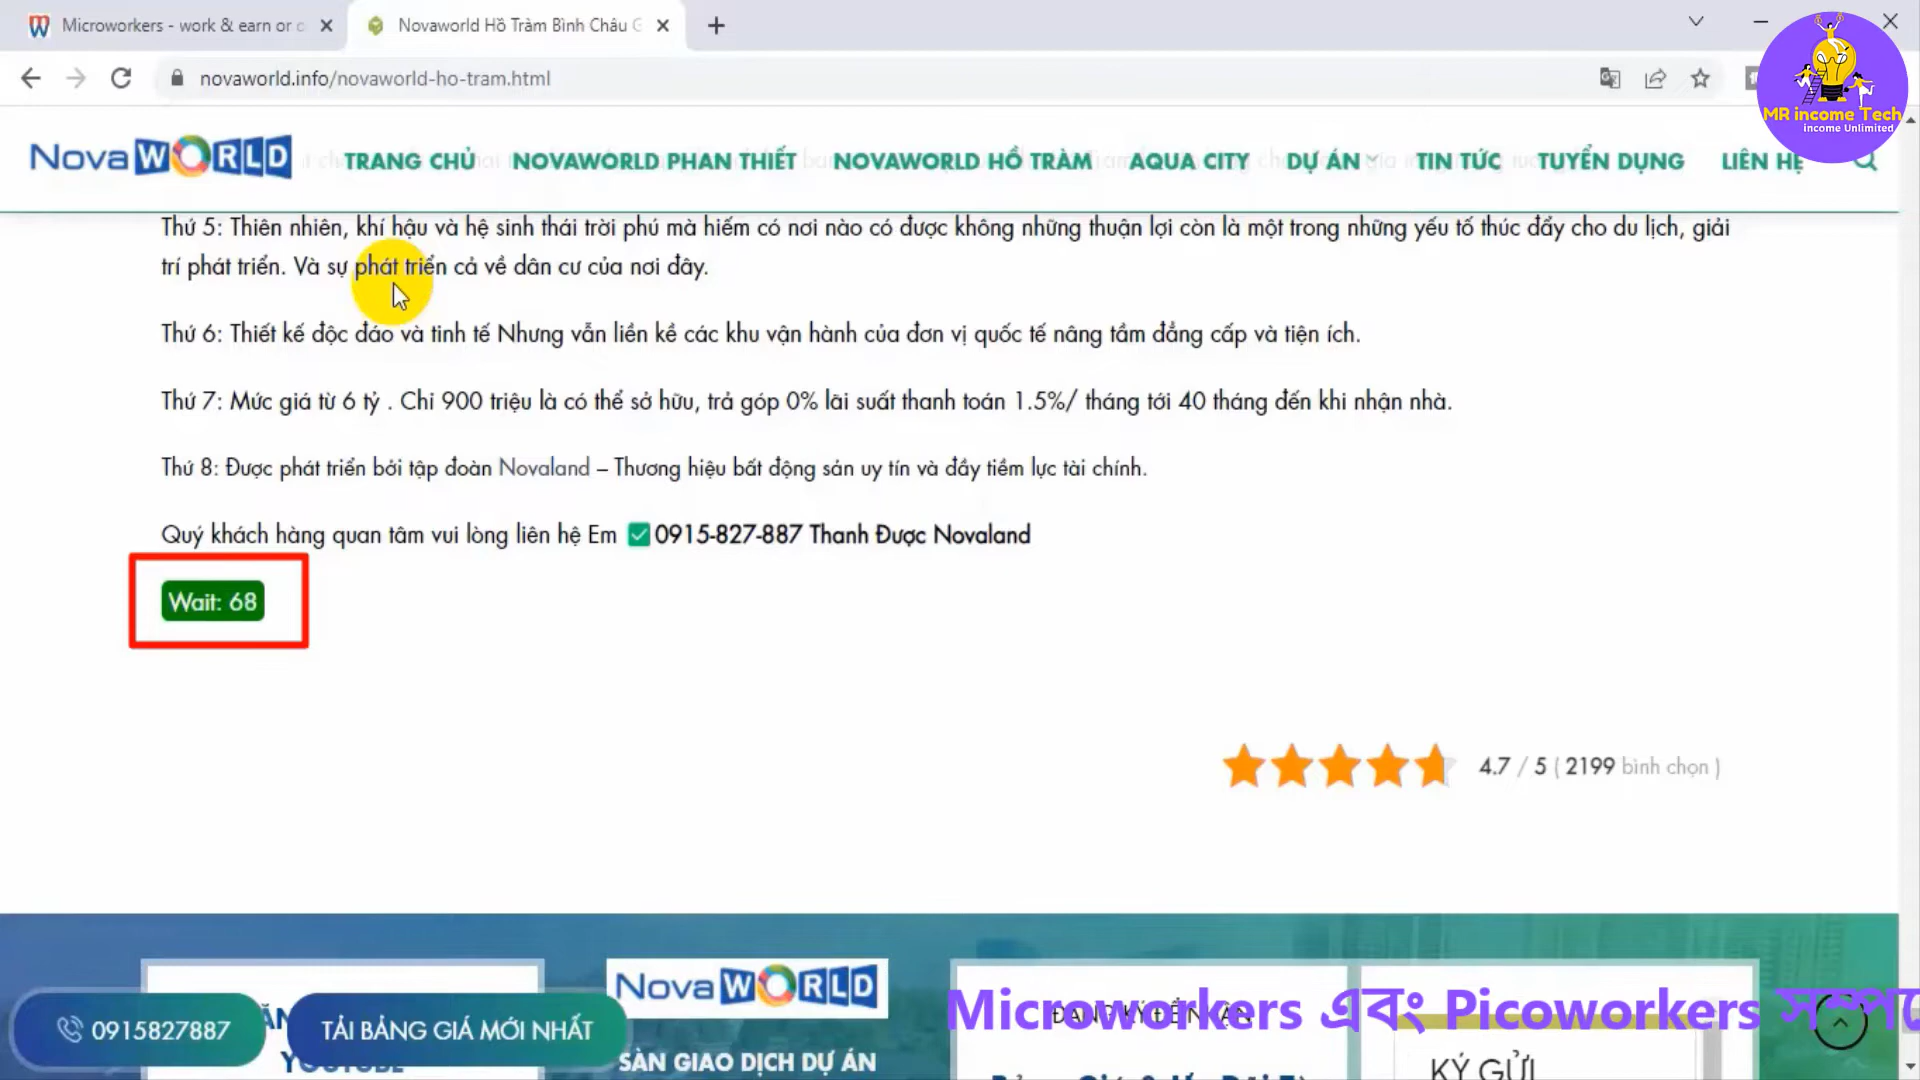 Microworkers - work & earn or c
Novaworld Hồ Tràm Bình Châu G
novaworld.info/novaworld-ho-tram.html
MR income Tech
income Unlimited
NovaWORLD
TRANG CHỦ
NOVAWORLD PHAN THIẾT
NOVAWORLD HỒ TRÀM
AQUA CITY
DỰ ÁN
TIN TỨC
TUYỂN DỤNG
LIÊN HỆ
Thứ 5: Thiên nhiên, khí hậu và hệ sinh thái trời phú mà hiếm có nơi nào có được không những thuận lợi còn là một trong những yếu tố thúc đẩy cho du lịch, giải
trí phát triển. Và sự phát triển cả về dân cư của nơi đây.
Thứ 6: Thiết kế độc đáo và tinh tế Nhưng vẫn liền kề các khu vận hành của đơn vị quốc tế nâng tầm đẳng cấp và tiện ích.
Thứ 7: Mức giá từ 6 tỷ . Chỉ 900 triệu là có thể sở hữu, trả góp 0% lãi suất thanh toán 1.5%/ tháng tới 40 tháng đến khi nhận nhà.
Thứ 8: Được phát triển bởi tập đoàn Novaland – Thương hiệu bất động sản uy tín và đầy tiềm lực tài chính.
Quý khách hàng quan tâm vui lòng liên hệ Em ✅0915-827-887 Thanh Được Novaland
Wait: 68
4.7 / 5 ( 2199 bình chọn )
NovaWORLD
Microworkers এবং Picoworkers
0915827887
TẢI BẢNG GIÁ MỚI NHẤT
YOUTUBE
SÀN GIAO DỊCH DỰ ÁN
KÝ GỬI